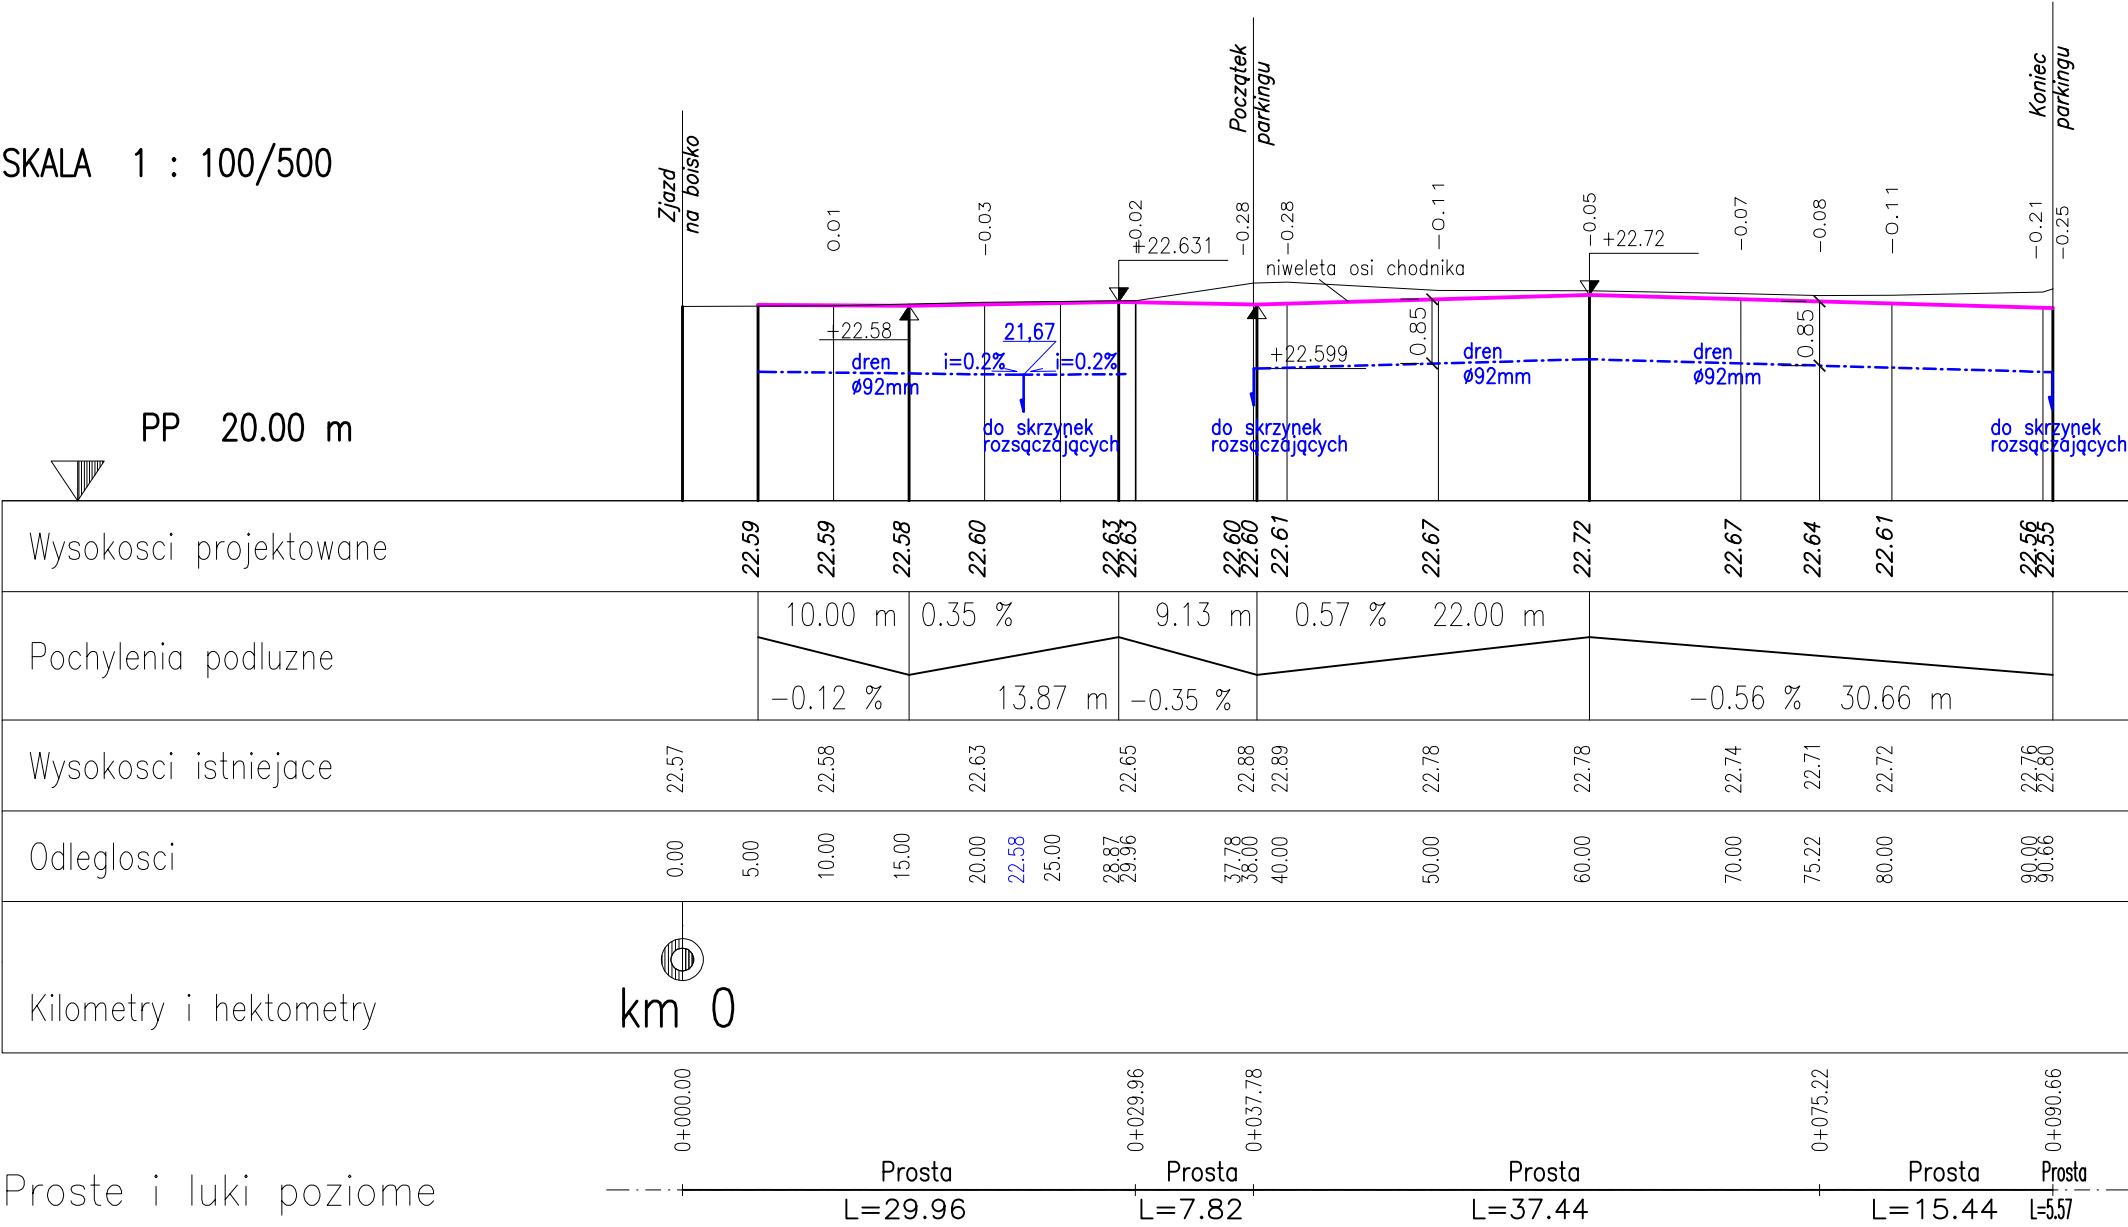 SKALA 1 : 100/500
PP 20.00 m
Zjazd
na boisko
Początek
parkingu
Koniec
parkingu
0.01
-0.03
-0.02
-0.28
-0.28
-0.11
-0.05
-0.07
-0.08
-0.11
-0.21
-0.25
+22.631
+22.72
niweleta osi chodnika
+22.58
21,67
i=0.2%
i=0.2%
dren
ø92mm
+22.599
0.85
dren
ø92mm
dren
ø92mm
0.85
do skrzynek
rozsączających
do skrzynek
rozsączających
do skrzynek
rozsączających
Wysokosci projektowane
22.59 22.59 22.58 22.60 22.63 22.63 22.60 22.60 22.61 22.67 22.72 22.67 22.64 22.61 22.56 22.55
Pochylenia podluzne
10.00 m 0.35 % 9.13 m 0.57 % 22.00 m
-0.12 % 13.87 m -0.35 % -0.56 % 30.66 m
Wysokosci istniejace
22.57 22.58 22.63 22.65 22.88 22.89 22.78 22.78 22.74 22.71 22.72 22.76 22.80
Odleglosci
0.00 5.00 10.00 15.00 20.00 22.58 25.00 28.87 29.96 37.78 38.00 40.00 50.00 60.00 70.00 75.22 80.00 90.00 90.66
Kilometry i hektometry
km 0
0+000.00 0+029.96 0+037.78 0+075.22 0+090.66
Proste i luki poziome
Prosta Prosta Prosta Prosta Prosta
L=29.96 L=7.82 L=37.44 L=15.44 L=5.57